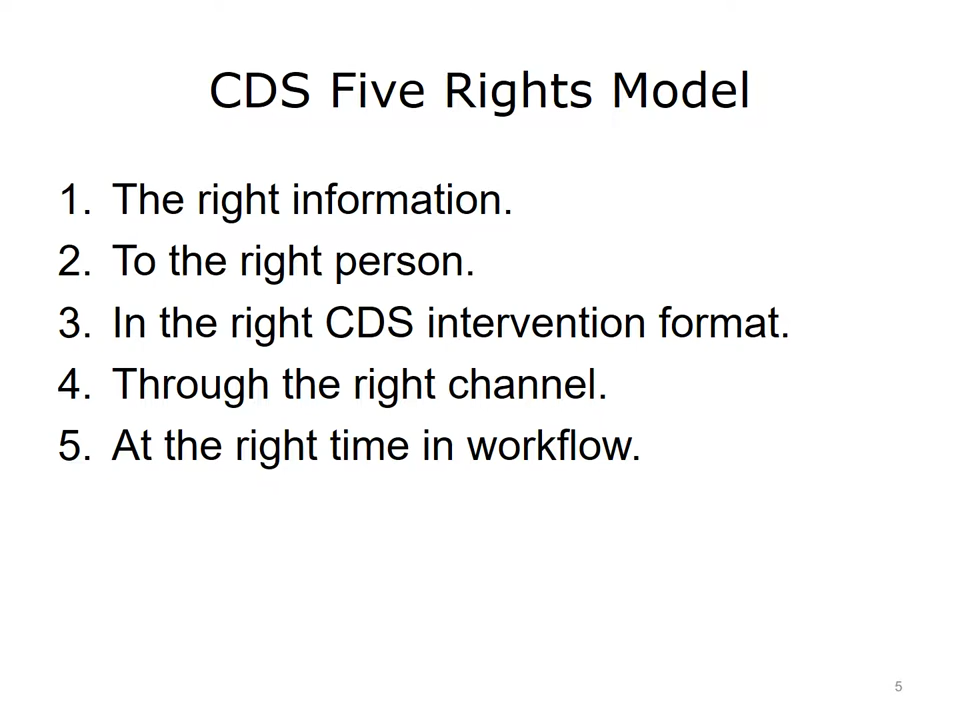 CDS Five Rights Model
1. The right information.
2. To the right person.
3. In the right CDS intervention format.
4. Through the right channel.
5. At the right time in workflow.
5